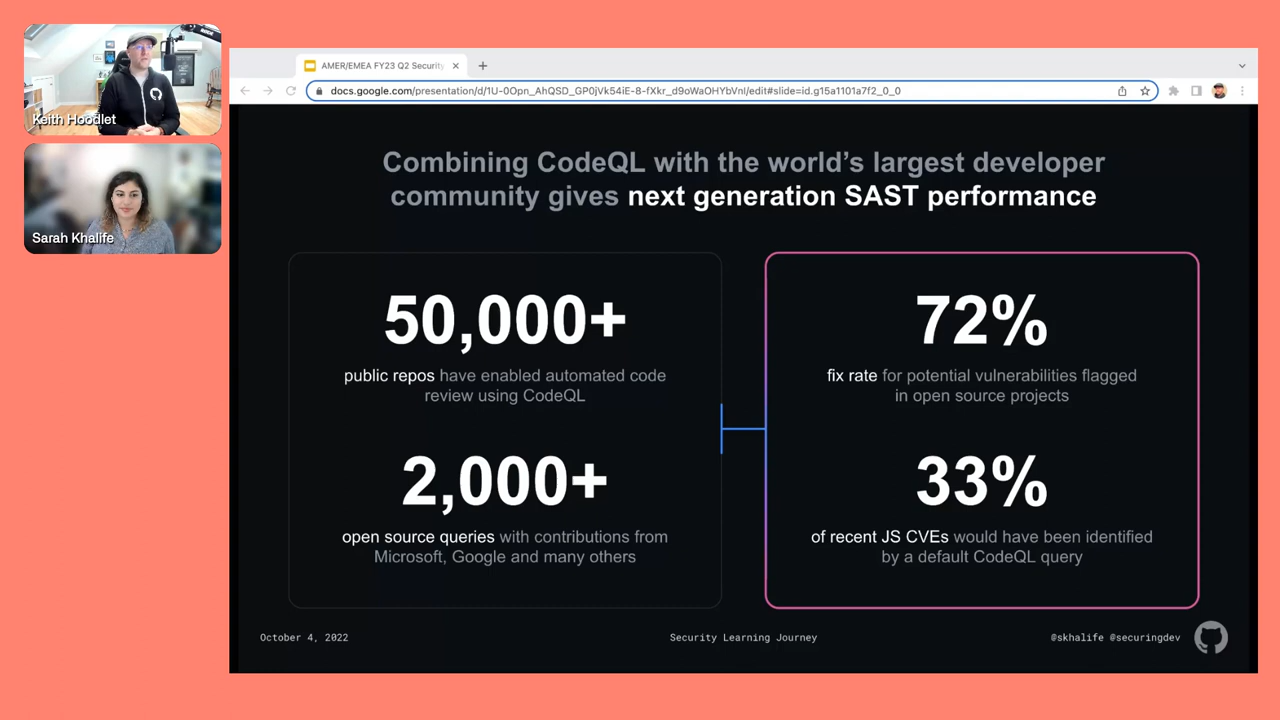 Keith Hoodlet
Sarah Khalife
AMER/EMEA FY23 Q2 Security
docs.google.com/presentation/d/1U-0Opn_AhQSD_GP0jVk54iE-8-fXkr_d9oWaOHYbVnI/edit#slide=id.g15a1101a7f2_0_0
Combining CodeQL with the world’s largest developer
community gives next generation SAST performance
50,000+
public repos have enabled automated code
review using CodeQL
2,000+
open source queries with contributions from
Microsoft, Google and many others
72%
fix rate for potential vulnerabilities flagged
in open source projects
33%
of recent JS CVEs would have been identified
by a default CodeQL query
October 4, 2022
Security Learning Journey
@skhalife @securingdev